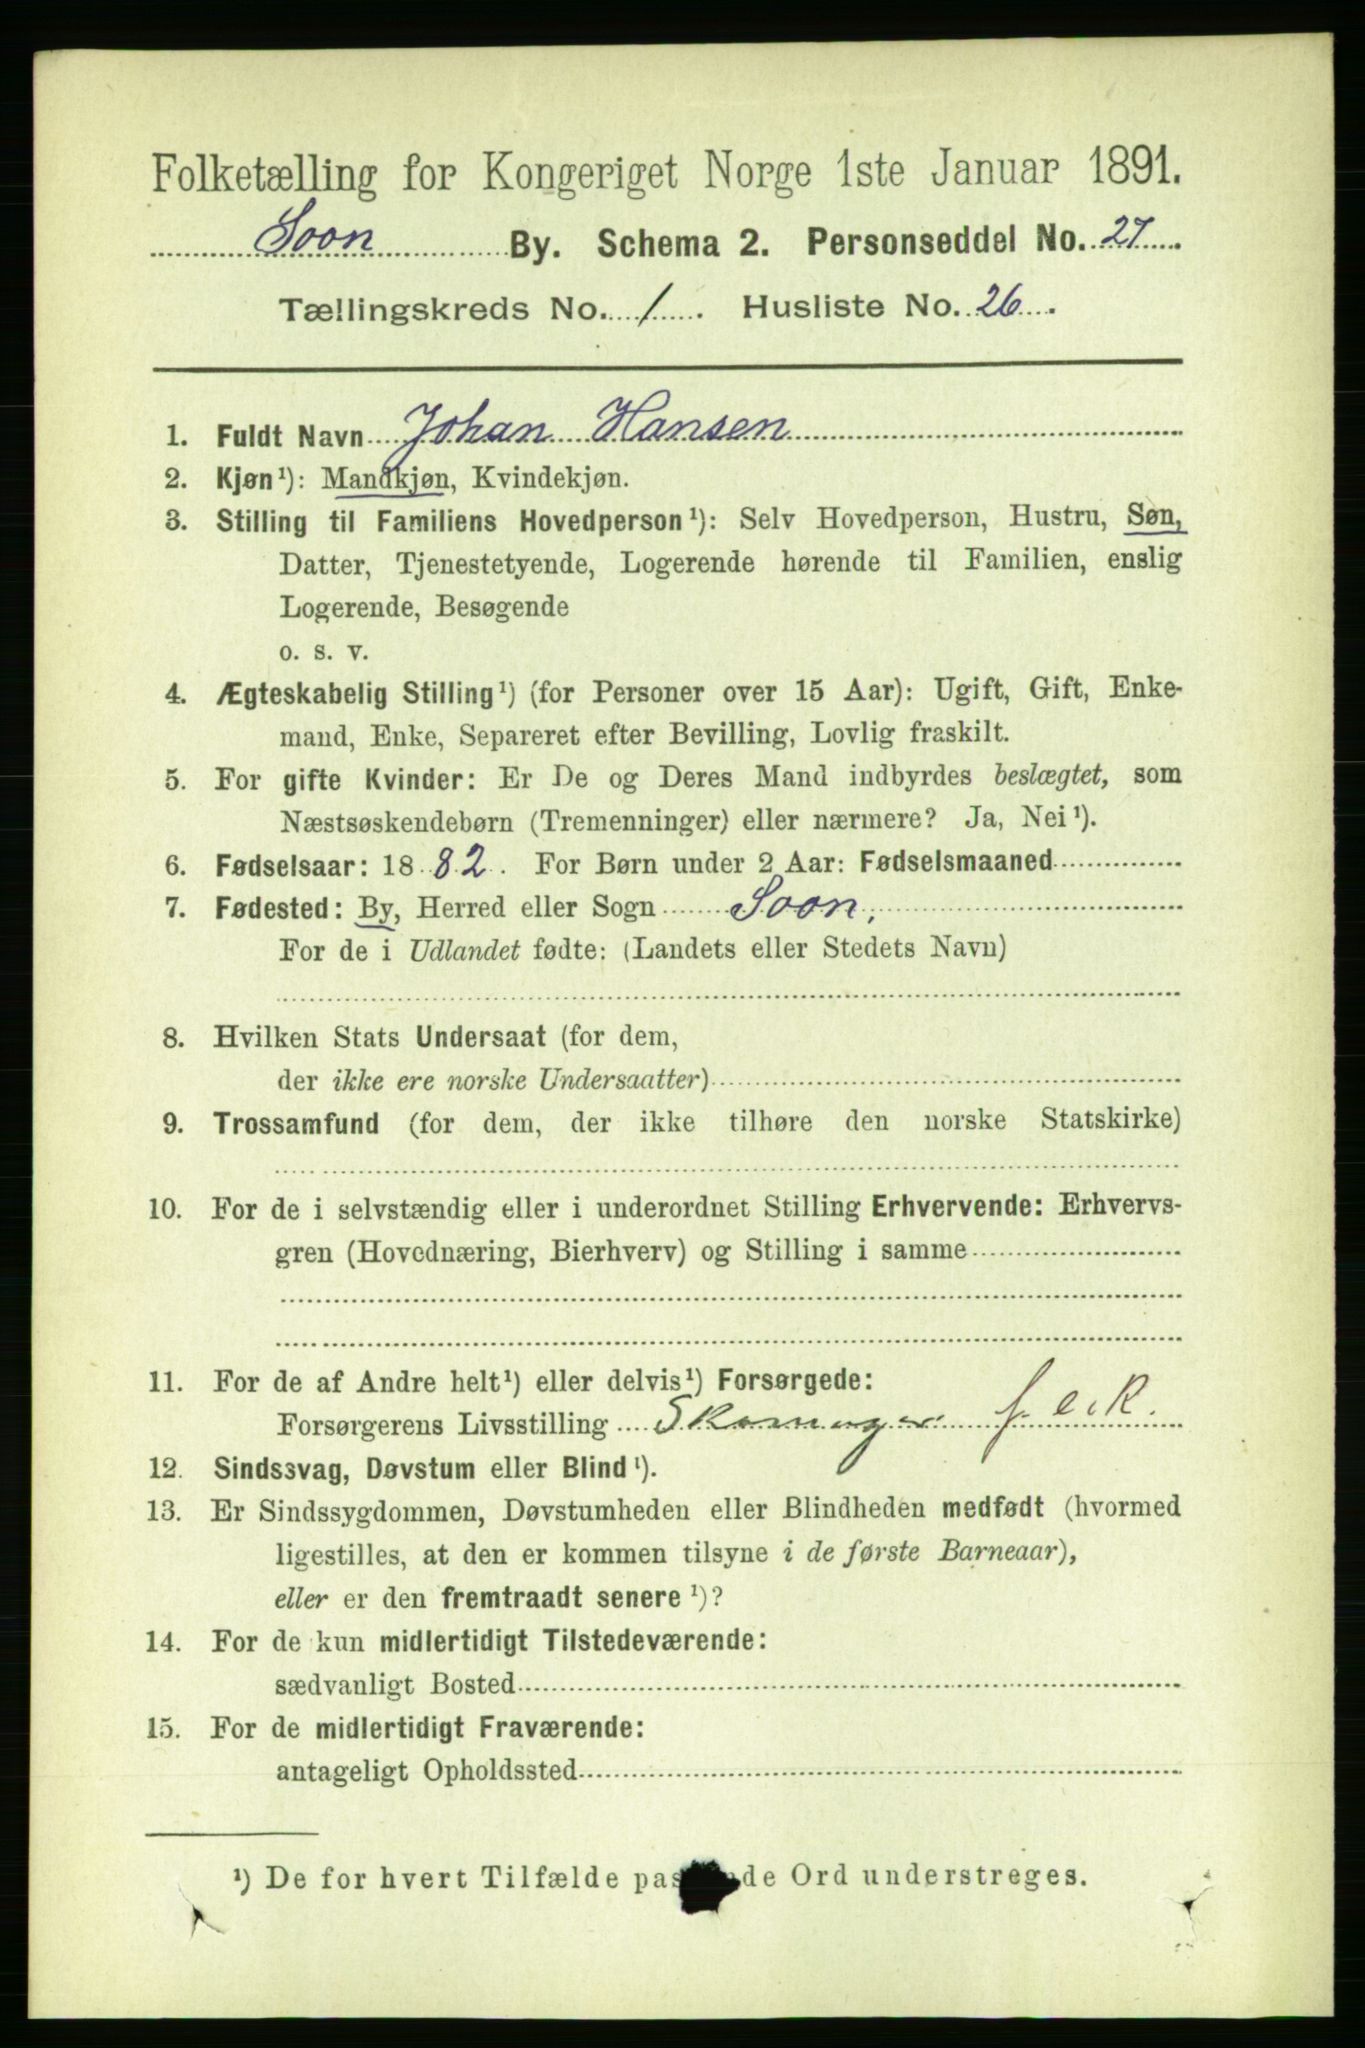 Folketælling for Kongeriget Norge 1ste Januar 1891.
Soon By. Schema 2. Personseddel No. 27.
Tællingskreds No. 1. Husliste No. 26.
1. Fuldt Navn Johan Hansen
2. Kjøn¹): Mandkjøn, Kvindekjøn.
3. Stilling til Familiens Hovedperson¹): Selv Hovedperson, Hustru, Søn,
Datter, Tjenestetyende, Logerende hørende til Familien, enslig
Logerende, Besøgende
o. s. v.
4. Ægteskabelig Stilling¹) (for Personer over 15 Aar): Ugift, Gift, Enke-
mand, Enke, Separeret efter Bevilling, Lovlig fraskilt.
5. For gifte Kvinder: Er De og Deres Mand indbyrdes beslægtet, som
Næstsøskendebørn (Tremenninger) eller nærmere? Ja, Nei¹).
6. Fødselsaar: 1882. For Børn under 2 Aar: Fødselsmaaned
7. Fødested: By, Herred eller Sogn Soon.
For de i Udlandet fødte: (Landets eller Stedets Navn)
8. Hvilken Stats Undersaat (for dem,
der ikke ere norske Undersaatter)
9. Trossamfund (for dem, der ikke tilhøre den norske Statskirke)
10. For de i selvstændig eller i underordnet Stilling Erhvervende: Erhvervs-
gren (Hovednæring, Bierhverv) og Stilling i samme
11. For de af Andre helt¹) eller delvis¹) Forsørgede:
Forsørgerens Livsstilling Skomager
12. Sindssvag, Døvstum eller Blind¹).
13. Er Sindssygdommen, Døvstumheden eller Blindheden medfødt (hvormed
ligestilles, at den er kommen tilsyne i de første Barneaar),
eller er den fremtraadt senere¹)?
14. For de kun midlertidigt Tilstedeværende:
sædvanligt Bosted
15. For de midlertidigt Fraværende:
antageligt Opholdssted
¹) De for hvert Tilfælde pas de Ord understreges.